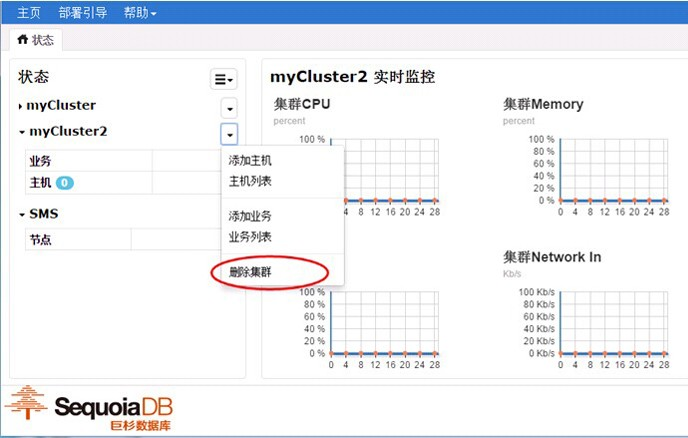 主页 部署引导 帮助
状态
状态
myCluster
myCluster2
业务
主机 0
SMS
节点
添加主机
主机列表
添加业务
业务列表
删除集群
myCluster2 实时监控
集群CPU
percent
100 %
80 %
60 %
40 %
20 %
0 %
4 8 12 16 20 24 28
集群Memory
percent
100 %
80 %
60 %
40 %
20 %
0 %
0 4 8 12 16 20 24 28
100 %
80 %
60 %
40 %
20 %
0 %
0 4 8 12 16 20 24 28
集群Network In
Kb/s
100 Kb/s
80 Kb/s
60 Kb/s
40 Kb/s
20 Kb/s
0 Kb/s
0 4 8 12 16 20 24 28
SequoiaDB
巨杉数据库